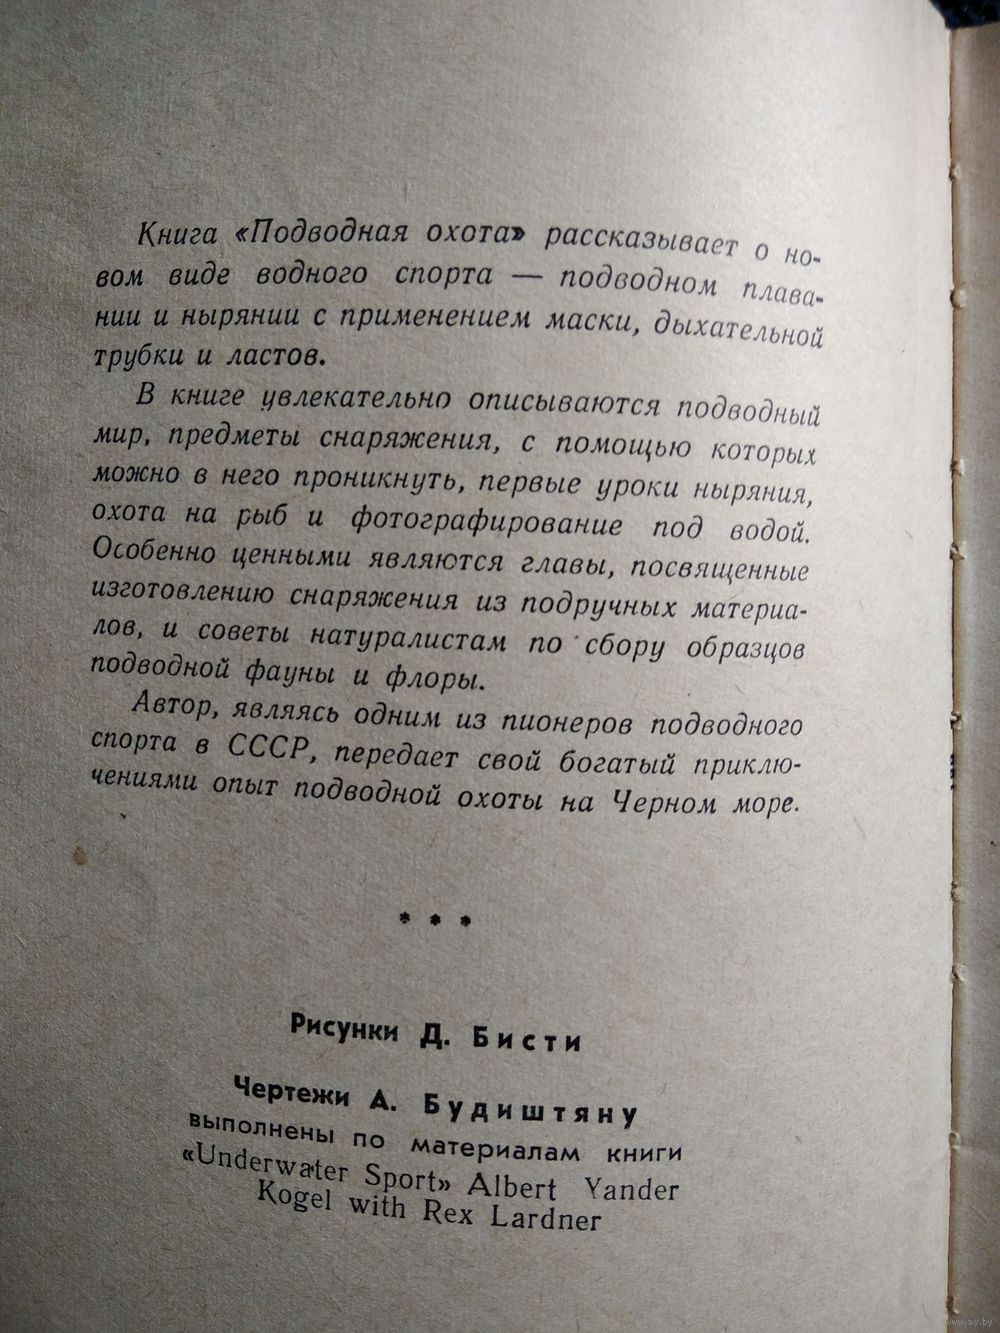 Книга «Подводная охота» рассказывает о но-
вом виде водного спорта — подводном плава-
нии и нырянии с применением маски, дыхательной
трубки и ластов.
В книге увлекательно описываются подводный
мир, предметы снаряжения, с помощью которых
можно в него проникнуть, первые уроки ныряния,
охота на рыб и фотографирование под водой.
Особенно ценными являются главы, посвященные
изготовлению снаряжения из подручных материа-
лов, и советы натуралистам по сбору образцов
подводной фауны и флоры.
Автор, являясь одним из пионеров подводного
спорта в СССР, передает свой богатый приклю-
чениями опыт подводной охоты на Черном море.
* * *
Рисунки Д. Бисти
Чертежи А. Будиштяну
выполнены по материалам книги
«Underwater Sport» Albert Yander
Kogel with Rex Lardner
www.ay.by